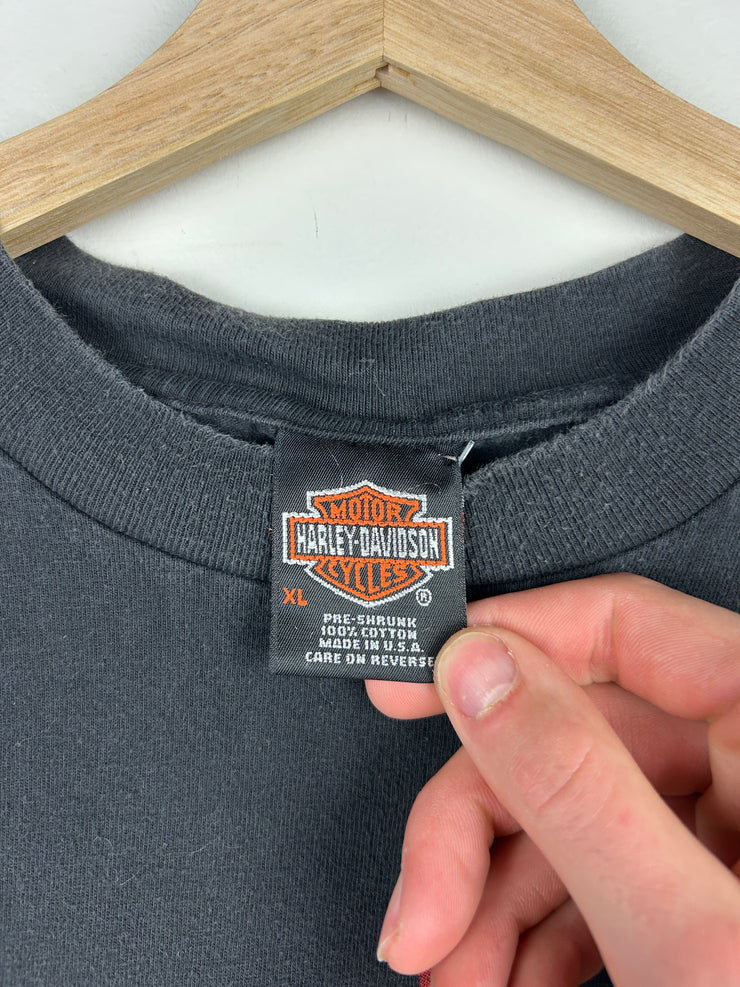 MOTOR
HARLEY-DAVIDSON
CYCLES
XL
®
PRE-SHRUNK
100% COTTON
MADE IN U.S.A.
CARE ON REVERSE